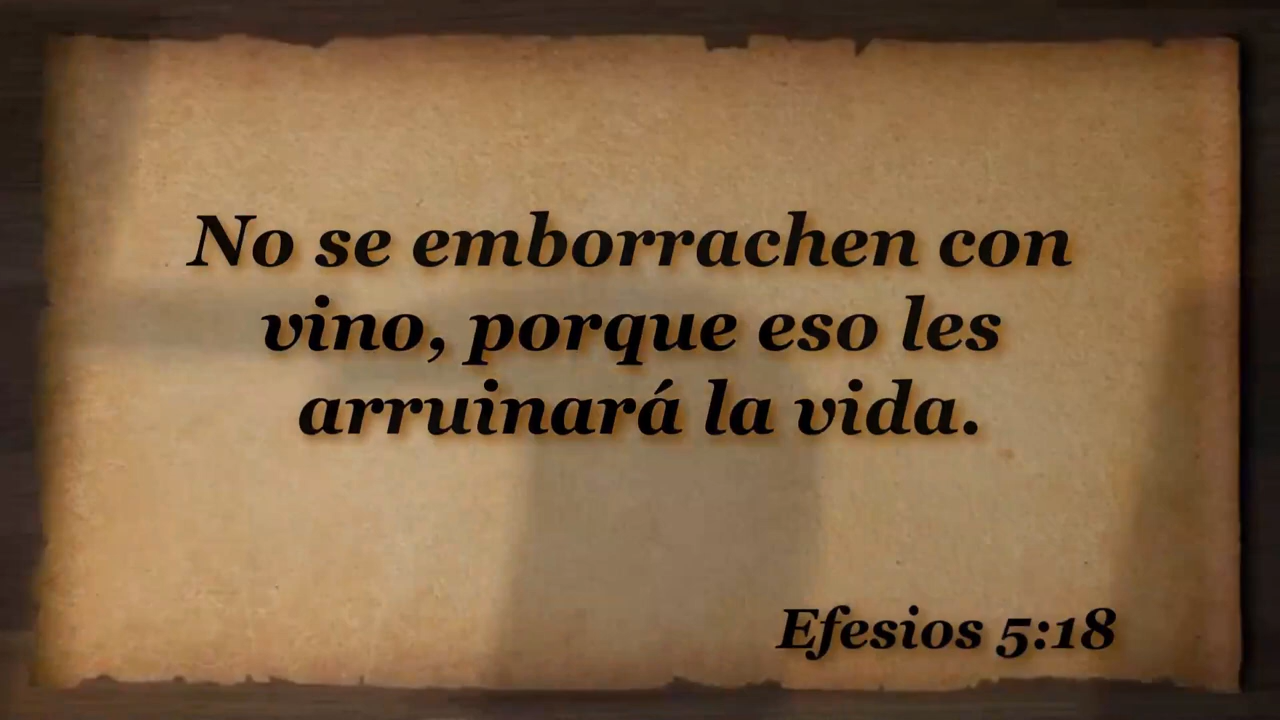 No se emborrachen con
vino, porque eso les
arruinará la vida.
Efesios 5:18